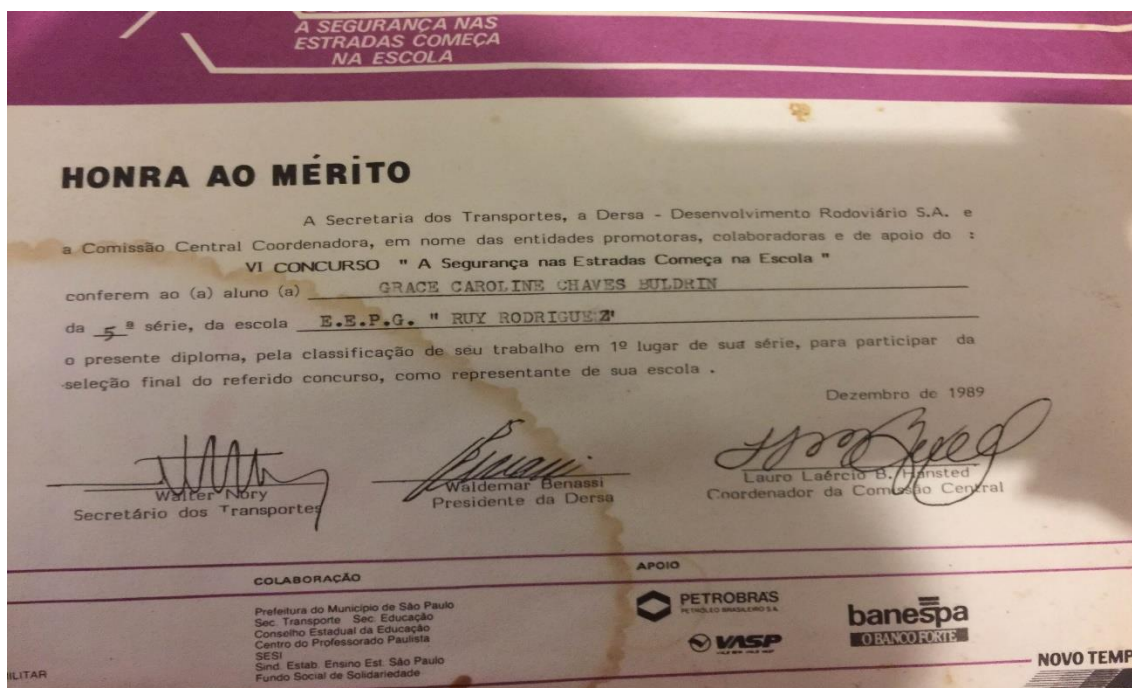 A SEGURANÇA NAS
ESTRADAS COMEÇA
NA ESCOLA
HONRA AO MÉRITO
A Secretaria dos Transportes, a Dersa - Desenvolvimento Rodoviário S.A. e
a Comissão Central Coordenadora, em nome das entidades promotoras, colaboradoras e de apoio do :
VI CONCURSO " A Segurança nas Estradas Começa na Escola "
conferem ao (a) aluno (a) GRACE CAROLINE CHAVES BULDRIN
da 5 ª série, da escola E.E.P.G. " RUY RODRIGUEZ"
o presente diploma, pela classificação de seu trabalho em 1º lugar de sua série, para participar da
seleção final do referido concurso, como representante de sua escola .
Dezembro de 1989
Walter Nory
Secretário dos Transportes
Waldemar Benassi
Presidente da Dersa
Lauro Laércio B. Hansted
Coordenador da Comissão Central
COLABORAÇÃO
Prefeitura do Município de São Paulo
Sec. Transporte Sec. Educação
Conselho Estadual da Educação
Centro do Professorado Paulista
SESI
Sind. Estab. Ensino Est. São Paulo
Fundo Social de Solidariedade
ILITAR
APOIO
PETROBRAS
PETRÓLEO BRASILEIRO S.A.
VASP
banespa
O BANCO FORTE
NOVO TEMP